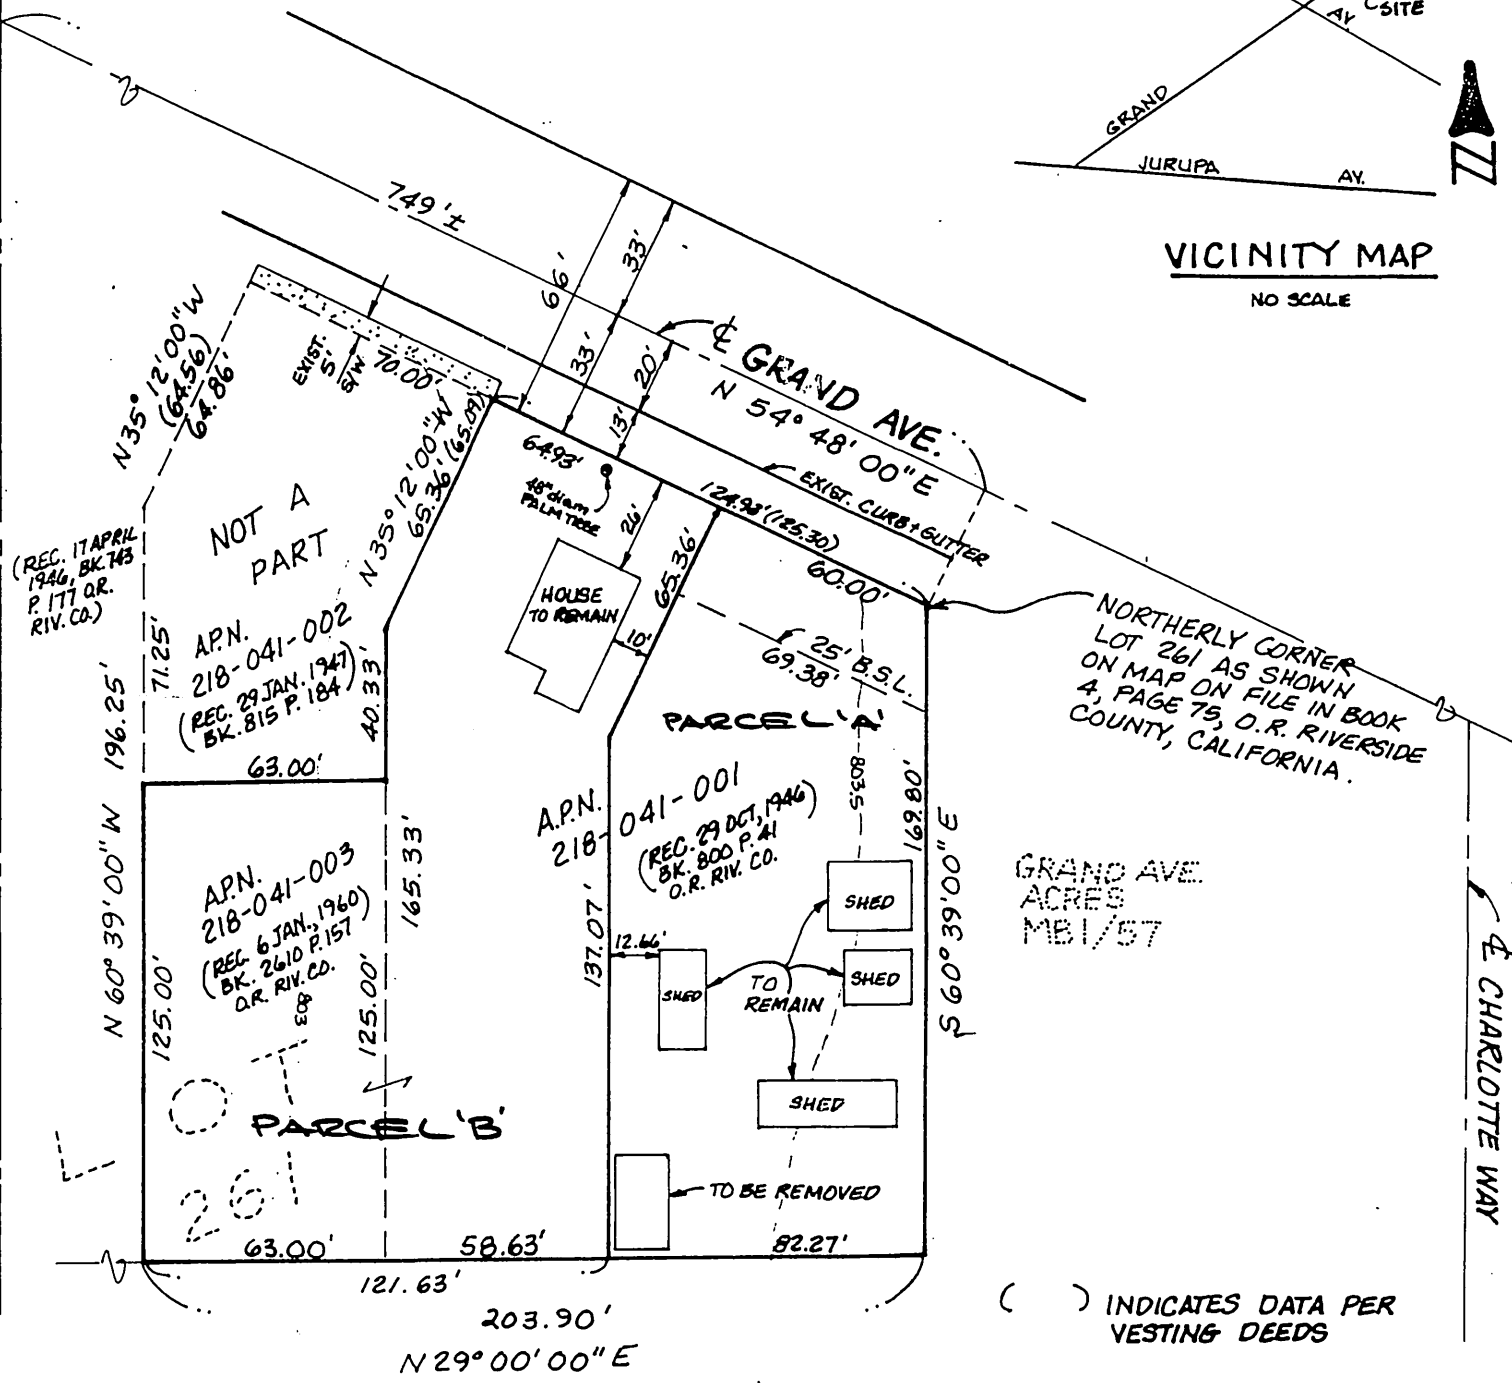 AV.
SITE
GRAND
JURUPA AV.
VICINITY MAP
NO SCALE
749'±
66'
33'
33'
20'
13'
℄ GRAND AVE.
N 54° 48' 00" E
EXIST. CURB + GUTTER
N 35° 12' 00" W
(64.56)
64.86'
EXIST.
5'
S/W
70.00'
N 35° 12' 00" W
65.36' (65.09)
64.93'
48" diam
PALM TREE
26'
124.93' (125.30)
60.00'
65.36'
HOUSE
TO REMAIN
10'
25' B.S.L.
69.38'
NOT A
PART
(REC. 17 APRIL
1946, BK. 743
P. 177 O.R.
RIV. CO.)
A.P.N.
218-041-002
(REC. 29 JAN. 1947)
BK. 815 P. 184
71.25'
196.25'
40.33'
63.00'
NORTHERLY CORNER
LOT 261 AS SHOWN
ON MAP ON FILE IN BOOK
4, PAGE 75, O.R. RIVERSIDE
COUNTY, CALIFORNIA.
PARCEL 'A'
803.5
169.80'
A.P.N.
218-041-001
(REC. 29 OCT, 1946)
BK. 800 P. 41
O.R. RIV. CO.
N 60° 39' 00" W
A.P.N.
218-041-003
(REC. 6 JAN., 1960)
BK. 2610 P. 157
O.R. RIV. CO.
803
165.33'
125.00'
125.00'
137.07'
12.66'
SHED
SHED
SHED
TO
REMAIN
SHED
S 60° 39' 00" E
GRAND AVE.
ACRES
MB1/57
℄ CHARLOTTE WAY
PARCEL 'B'
LOT
261
TO BE REMOVED
63.00'
58.63'
82.27'
121.63'
203.90'
N 29° 00' 00" E
( ) INDICATES DATA PER
VESTING DEEDS